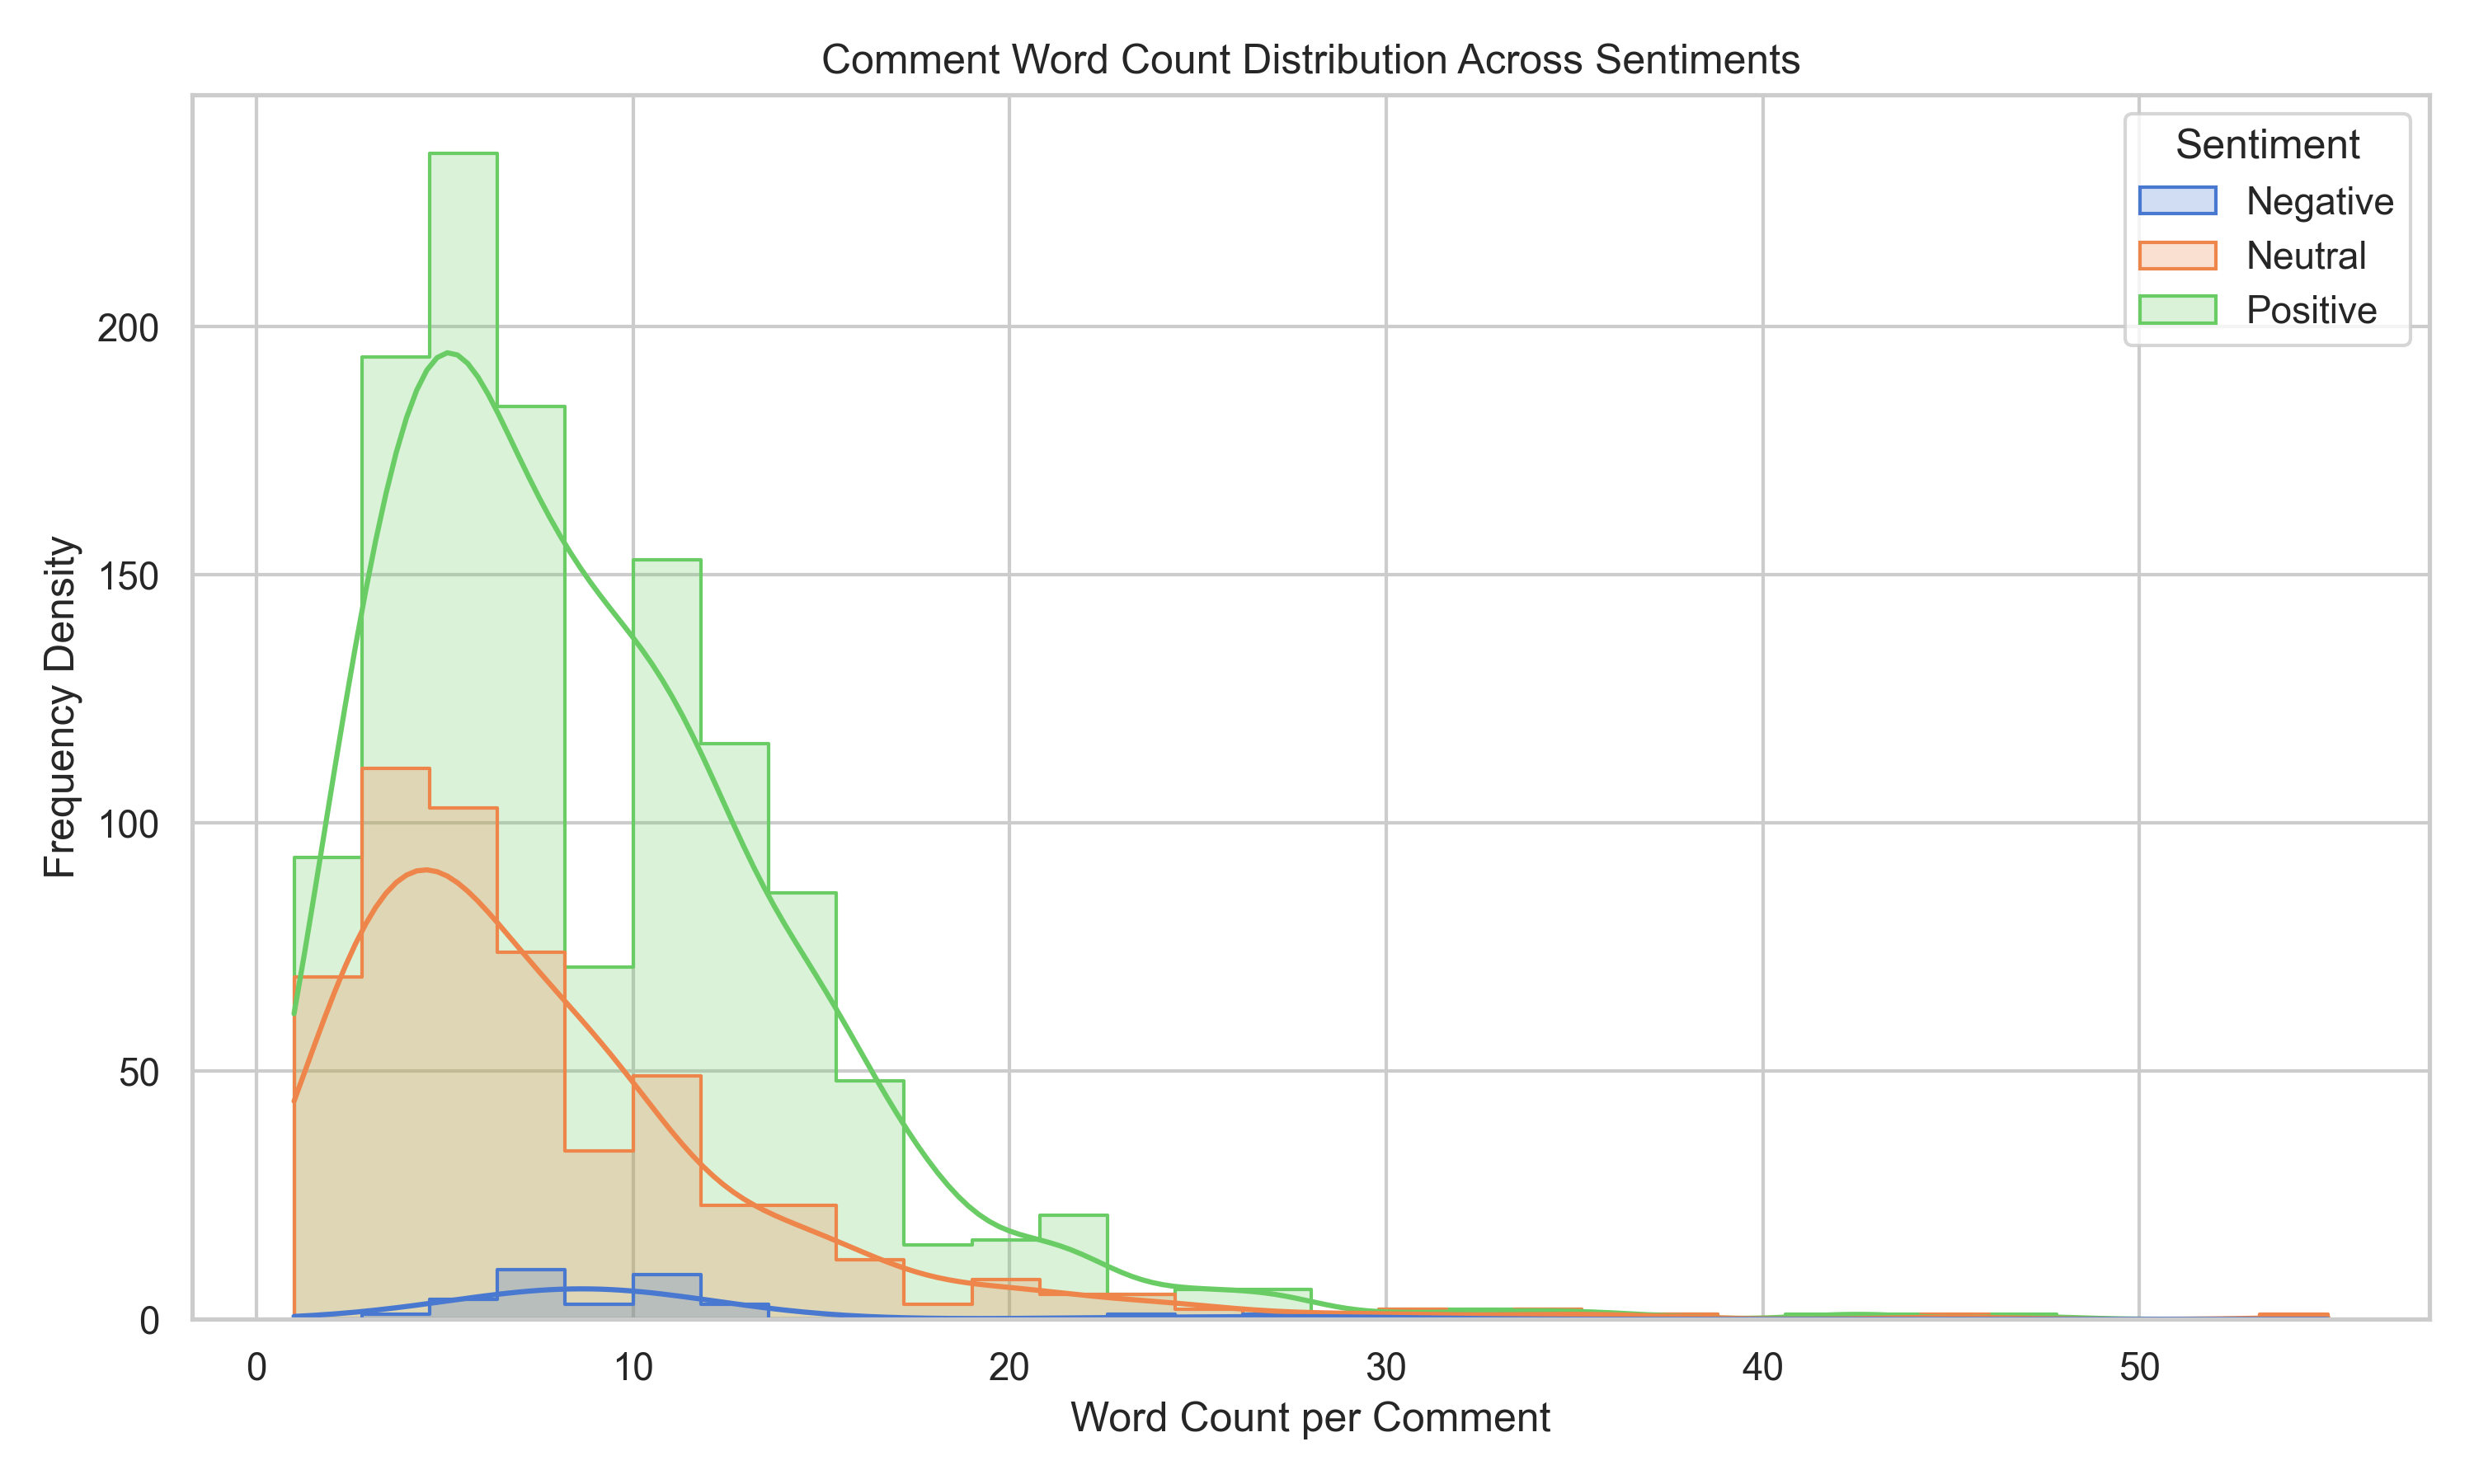 Comment Word Count Distribution Across Sentiments
Sentiment
Negative
Neutral
Positive
Frequency Density
200
150
100
50
0
0 10 20 30 40 50
Word Count per Comment